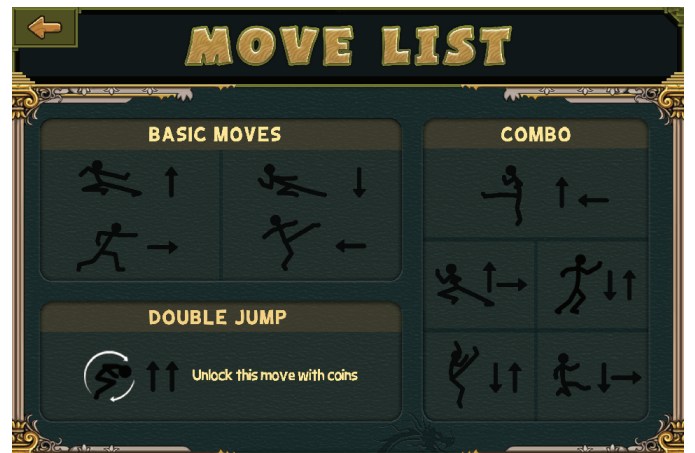 MOVE LIST
BASIC MOVES
COMBO
DOUBLE JUMP
Unlock this move with coins